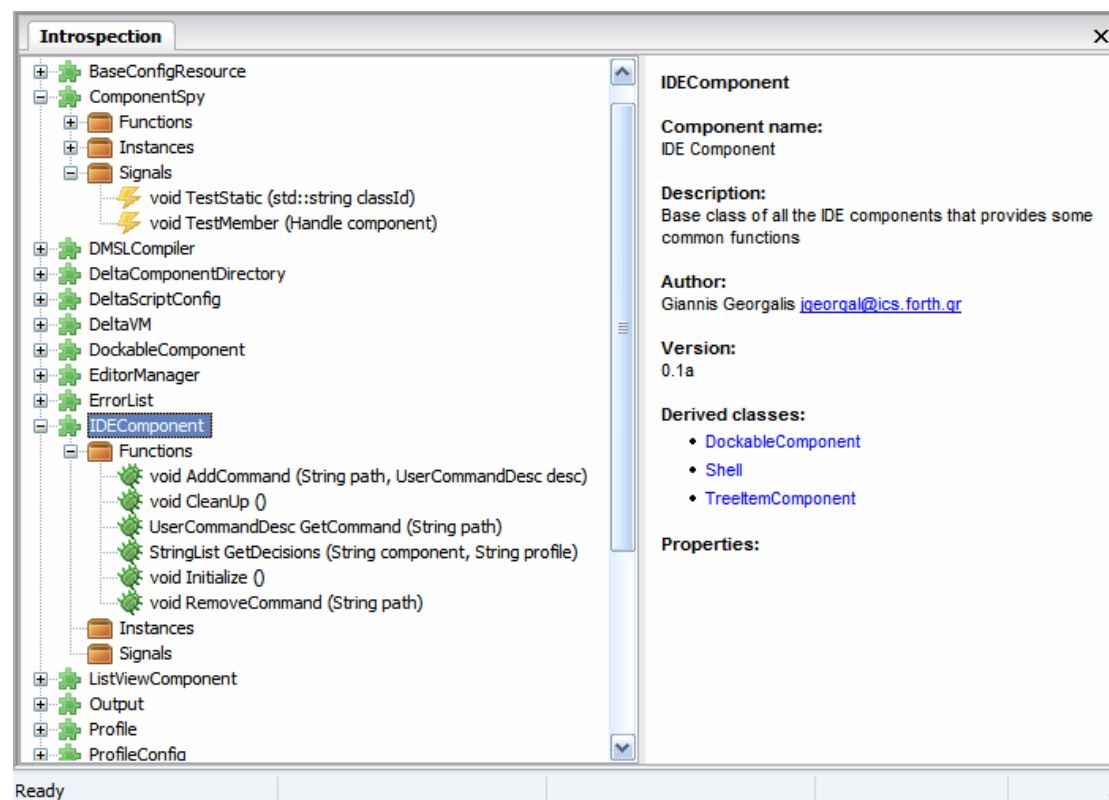 Introspection
BaseConfigResource
ComponentSpy
Functions
Instances
Signals
void TestStatic (std::string classId)
void TestMember (Handle component)
DMSLCompiler
DeltaComponentDirectory
DeltaScriptConfig
DeltaVM
DockableComponent
EditorManager
ErrorList
IDEComponent
Functions
void AddCommand (String path, UserCommandDesc desc)
void CleanUp ()
UserCommandDesc GetCommand (String path)
StringList GetDecisions (String component, String profile)
void Initialize ()
void RemoveCommand (String path)
Instances
Signals
ListViewComponent
Output
Profile
ProfileConfig
IDEComponent
Component name:
IDE Component
Description:
Base class of all the IDE components that provides some
common functions
Author:
Giannis Georgalis jgeorgal@ics.forth.gr
Version:
0.1a
Derived classes:
• DockableComponent
• Shell
• TreeItemComponent
Properties:
Ready